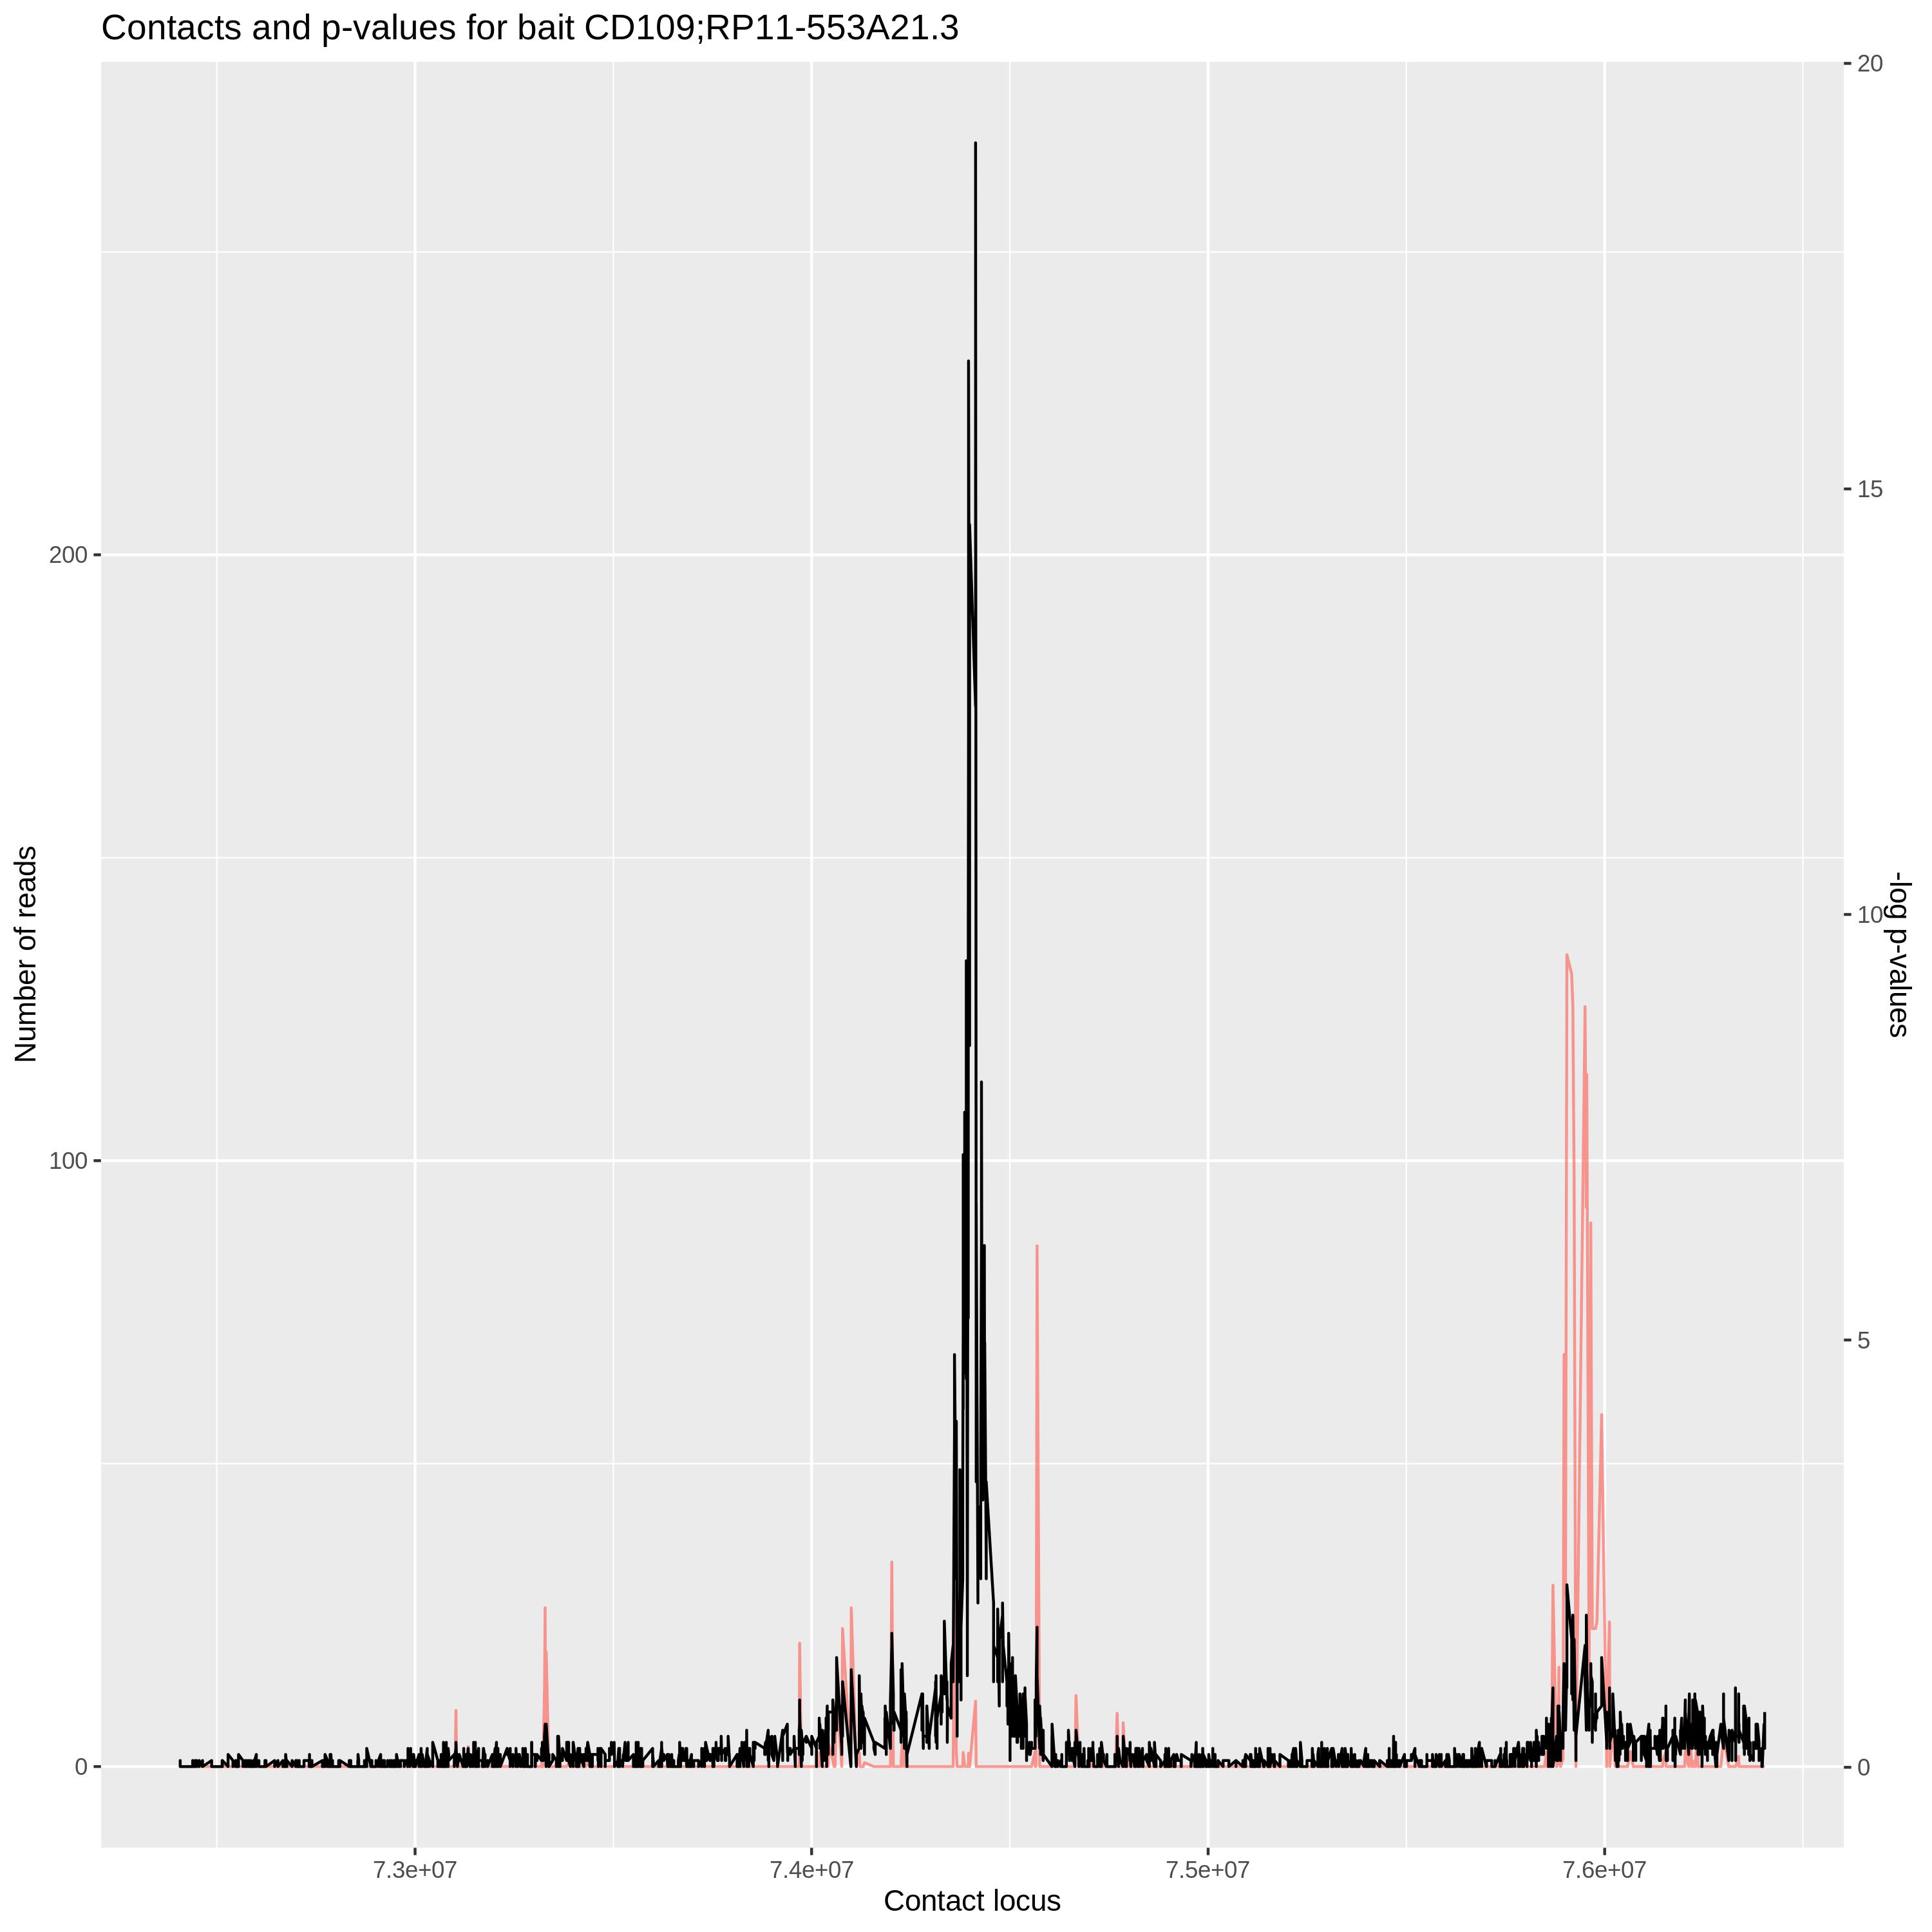 Contacts and p-values for bait CD109;RP11-553A21.3
20
15
10
5
0
-log p-values
200
100
0
Number of reads
7.3e+07 7.4e+07 7.5e+07 7.6e+07
Contact locus